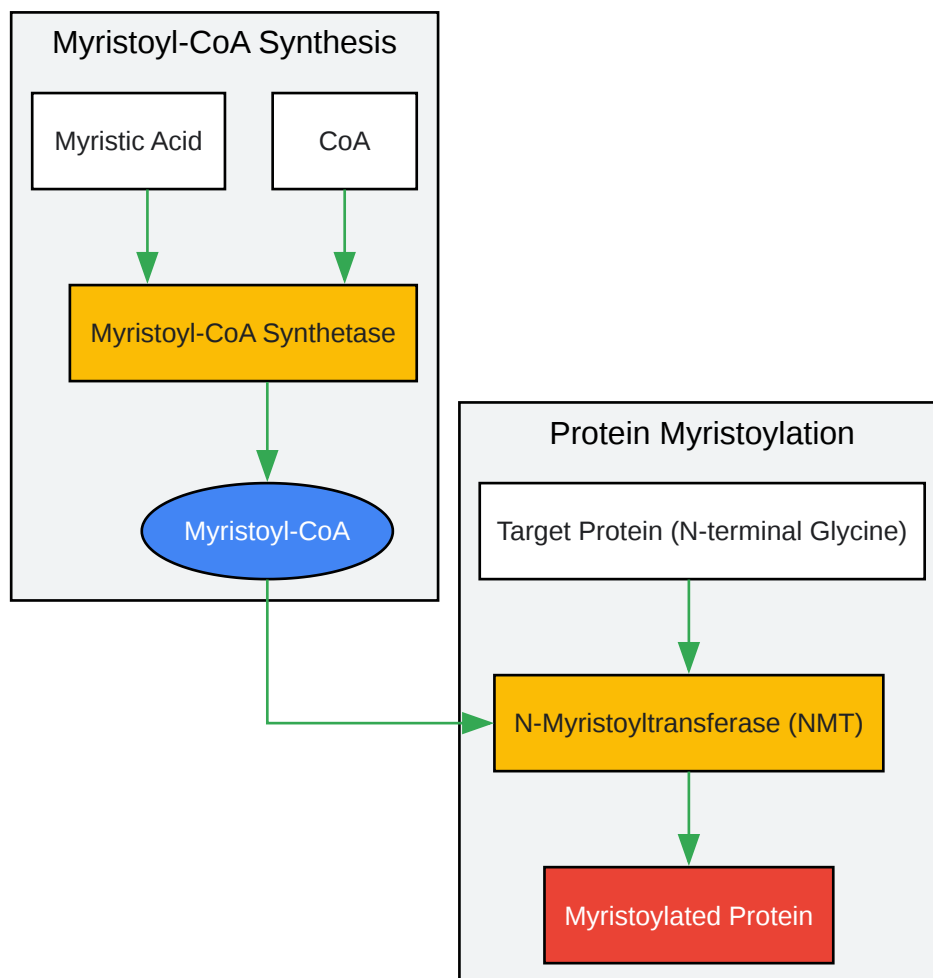 Myristoyl-CoA Synthesis
Myristic Acid
CoA
Myristoyl-CoA Synthetase
Myristoyl-CoA
Protein Myristoylation
Target Protein (N-terminal Glycine)
N-Myristoyltransferase (NMT)
Myristoylated Protein